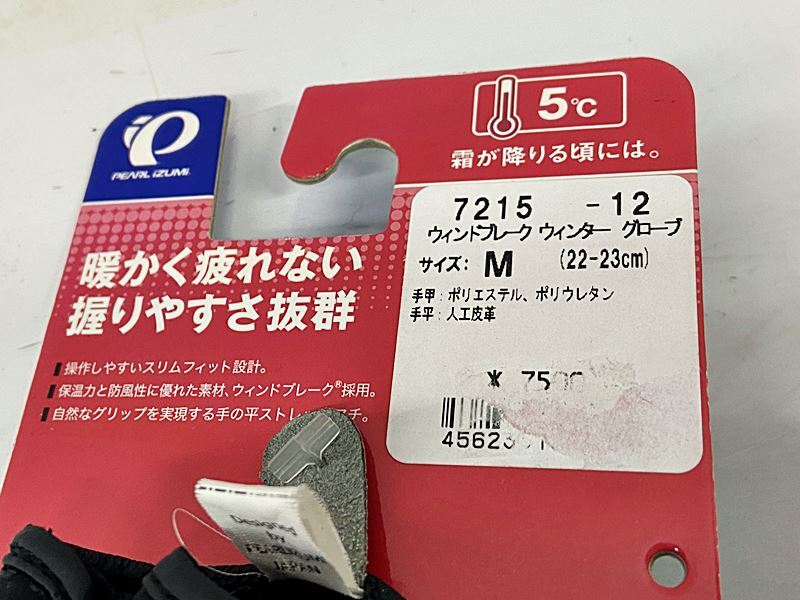 5℃
霜が降りる頃には。
PEARL iZUMi
暖かく疲れない
握りやすさ抜群
操作しやすいスリムフィット設計。
保温力と防風性に優れた素材、ウィンドブレーク®採用。
自然なグリップを実現する手の平ストレ
チ。
7215 -12
ウィンドブレーク ウィンター グローブ
サイズ: M (22-23cm)
手甲:ポリエステル、ポリウレタン
手平:人工皮革
¥ 75
4562
Designed
by
PEARL IZUMI
JAPAN